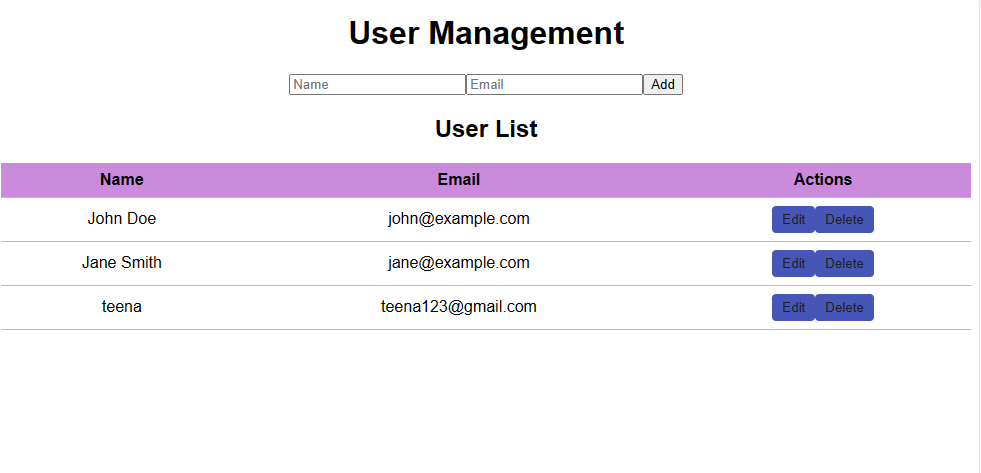 User Management
Name Email Add
User List
Name Email Actions
John Doe john@example.com Edit Delete
Jane Smith jane@example.com Edit Delete
teena teena123@gmail.com Edit Delete